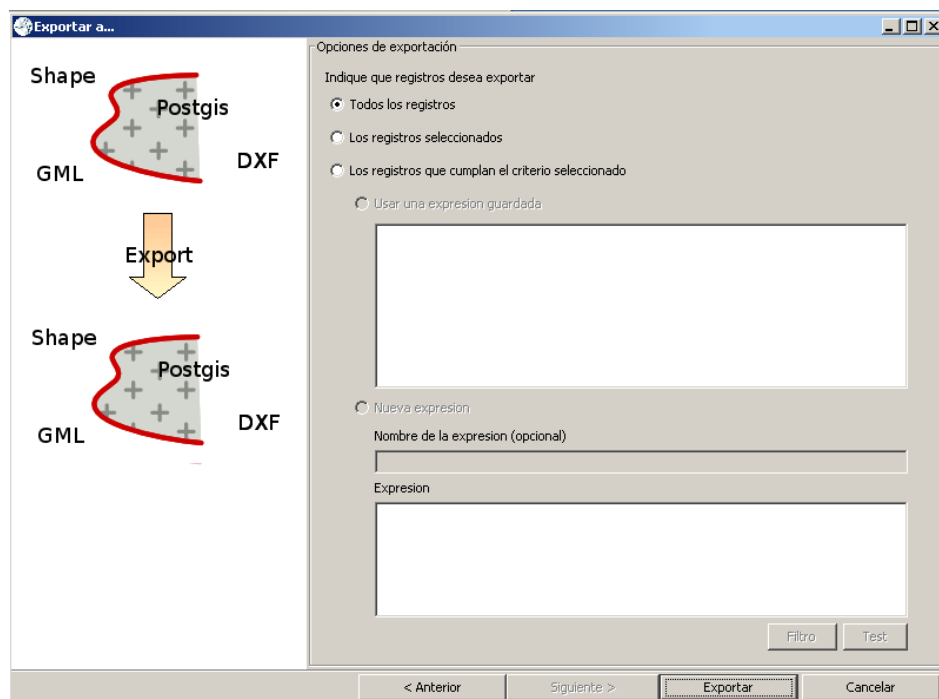 Exportar a...
Shape
Postgis
GML
DXF
Export
Shape
Postgis
GML
DXF
Opciones de exportación
Indique que registros desea exportar
Todos los registros
Los registros seleccionados
Los registros que cumplan el criterio seleccionado
Usar una expresion guardada
Nueva expresion
Nombre de la expresion (opcional)
Expresion
Filtro
Test
< Anterior
Siguiente >
Exportar
Cancelar